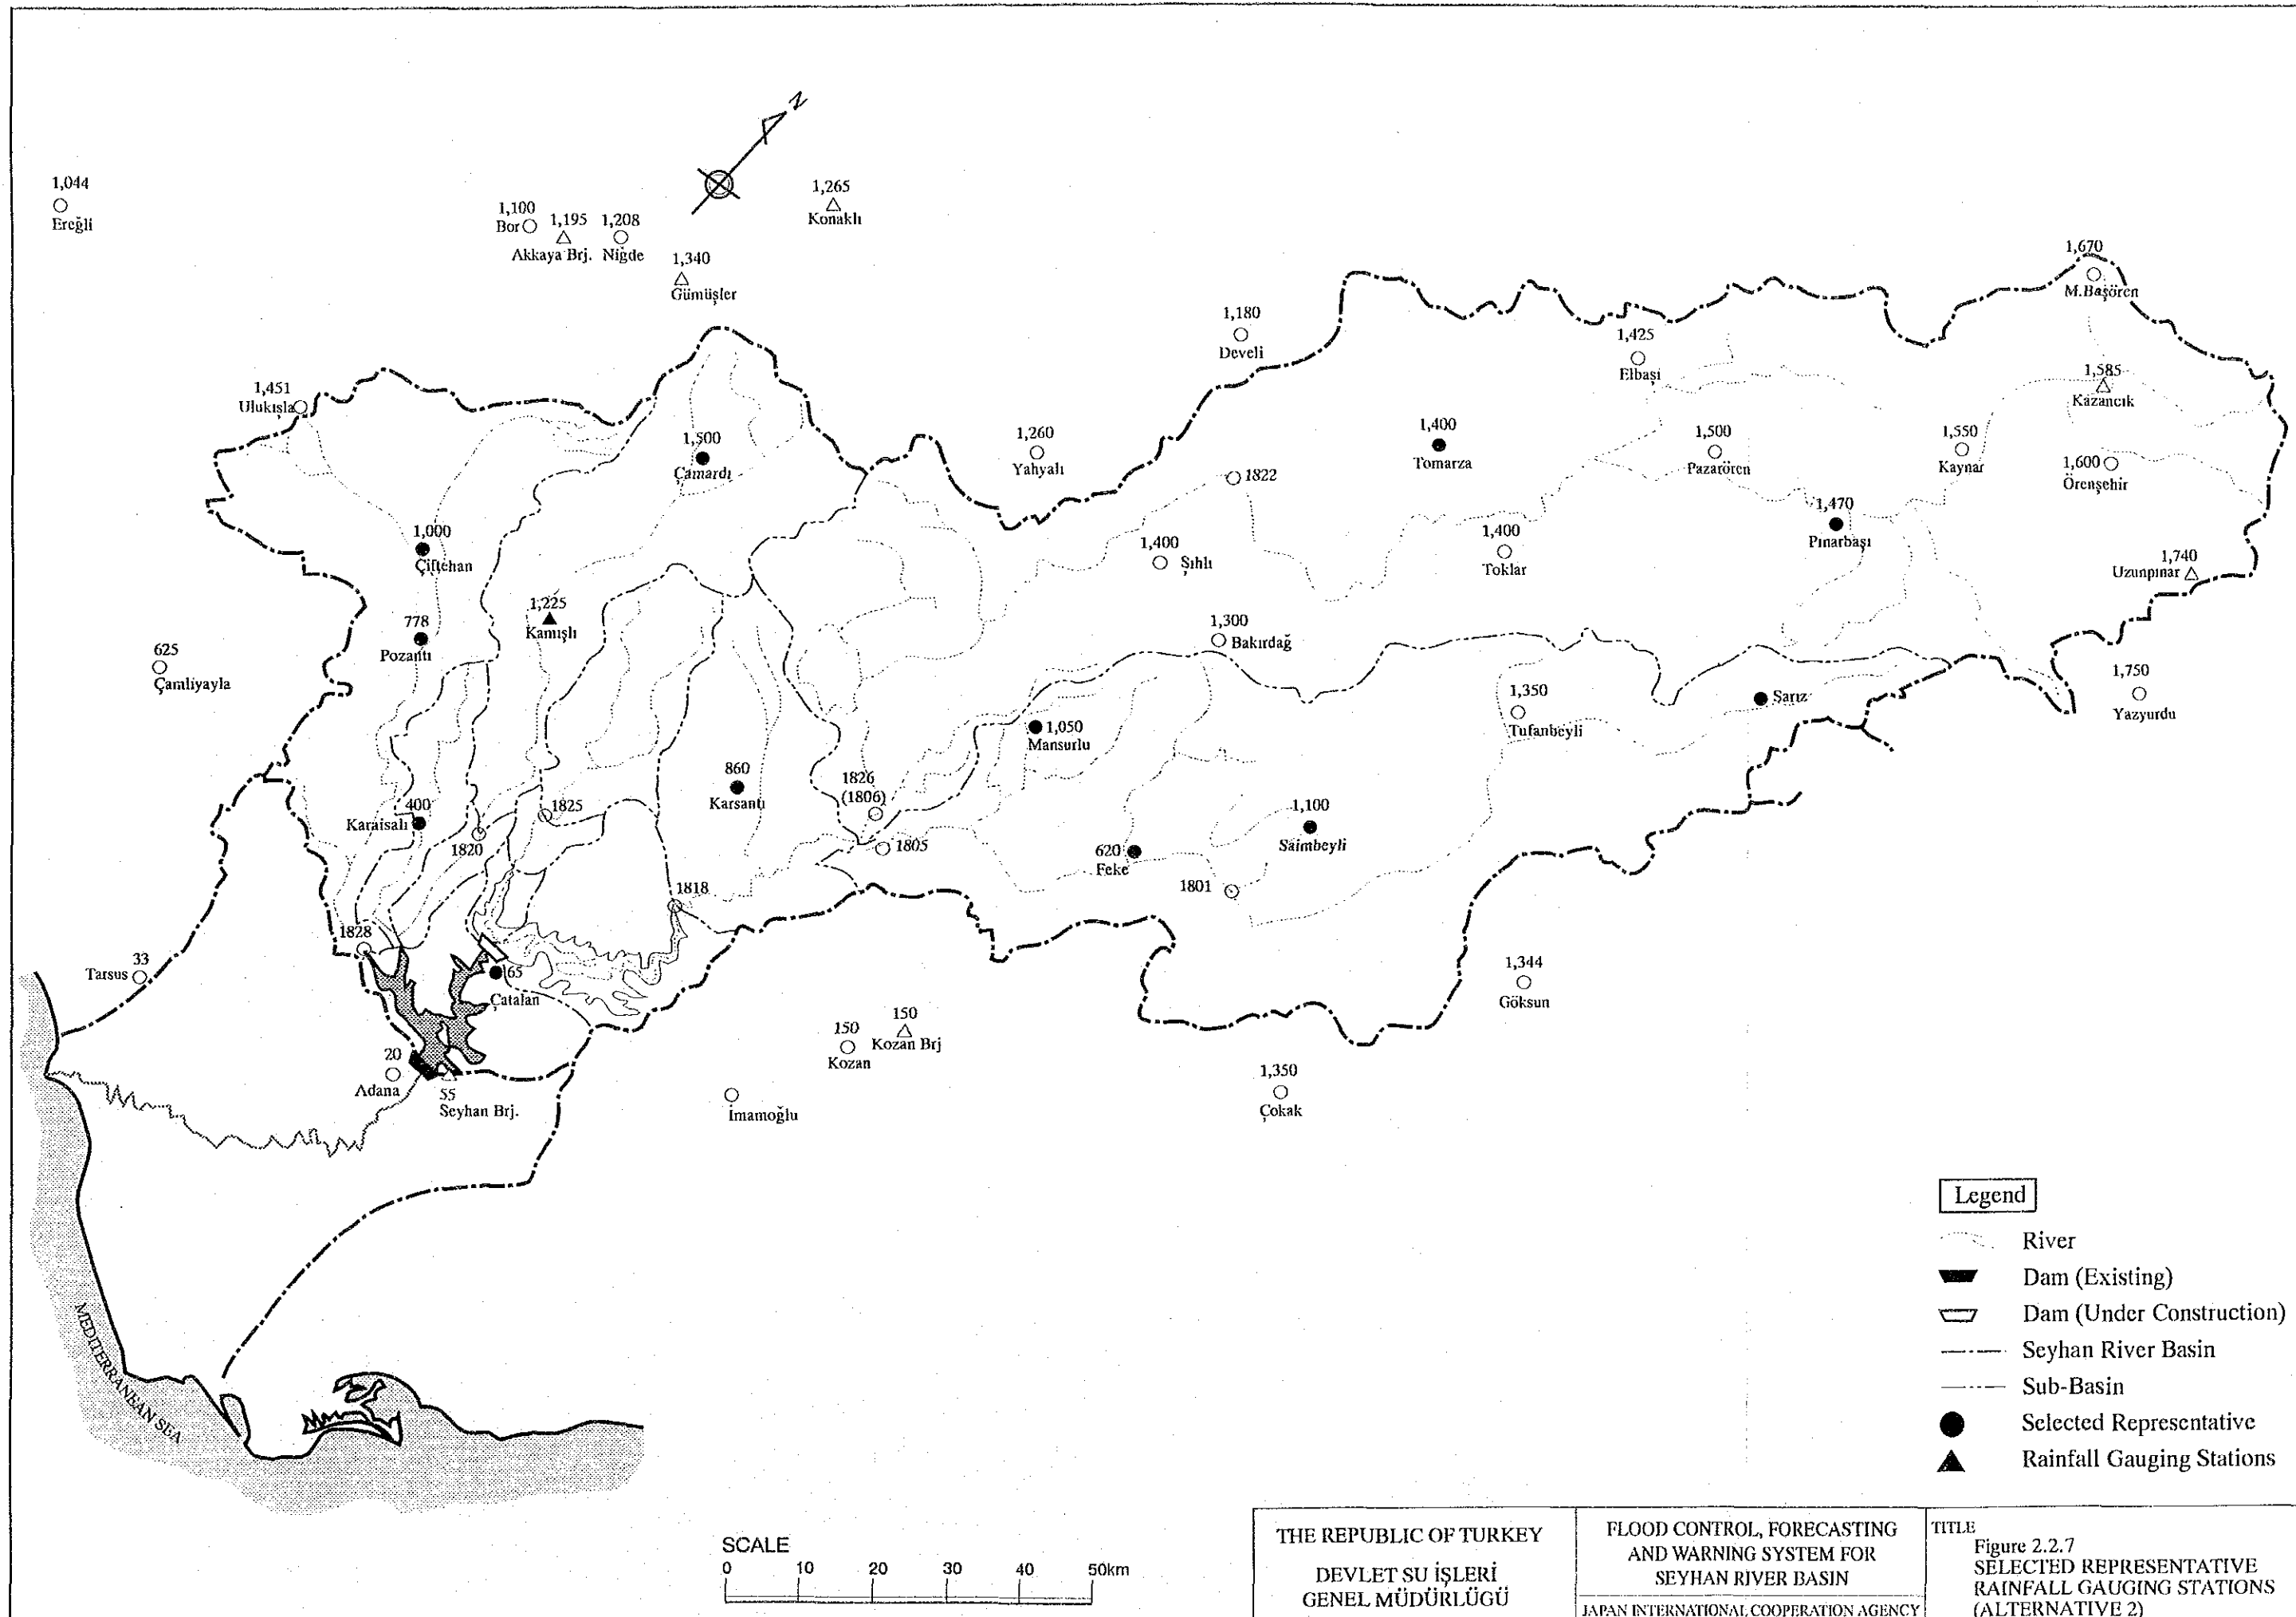 N
1,044
Ereğli
1,100
Bor
1,195
Akkaya Brj.
1,208
Niğde
1,340
Gümüşler
1,265
Konaklı
1,670
M.Başören
1,180
Develi
1,425
Elbaşi
1,585
Kazancık
1,451
Ulukışla
1,500
Çamardı
1,260
Yahyalı
1822
1,400
Tomarza
1,500
Pazarören
1,550
Kaynar
1,600
Örenşehir
1,000
Çiftehan
1,400
Şıhlı
1,400
Toklar
1,470
Pınarbaşı
1,740
Uzunpınar
1,225
Kamışlı
778
Pozantı
625
Çamliyayla
1,300
Bakırdağ
1,350
Tufanbeyli
Sarız
1,750
Yazyurdu
1,050
Mansurlu
860
Karsantı
1826
(1806)
1805
400
Karaisalı
1820
1825
1,100
Saimbeyli
620
Feke
1801
1818
1828
33
Tarsus
165
Çatalan
1,344
Göksun
150
Kozan
150
Kozan Brj
20
Adana
55
Seyhan Brj.
İmamoğlu
1,350
Çokak
MEDITERRANEAN SEA
Legend
River
Dam (Existing)
Dam (Under Construction)
Seyhan River Basin
Sub-Basin
Selected Representative
Rainfall Gauging Stations
SCALE
0 10 20 30 40 50km
THE REPUBLIC OF TURKEY
DEVLET SU İŞLERİ
GENEL MÜDÜRLÜGÜ
FLOOD CONTROL, FORECASTING
AND WARNING SYSTEM FOR
SEYHAN RIVER BASIN
JAPAN INTERNATIONAL COOPERATION AGENCY
TITLE
Figure 2.2.7
SELECTED REPRESENTATIVE
RAINFALL GAUGING STATIONS
(ALTERNATIVE 2)